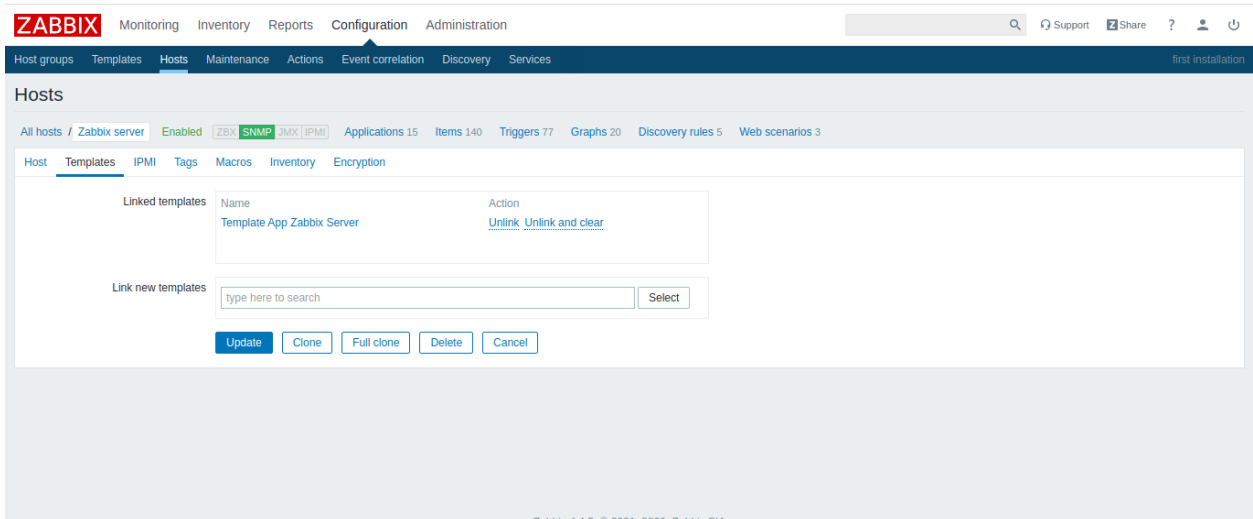 ZABBIX Monitoring Inventory Reports Configuration Administration Support Z Share ?
Host groups Templates Hosts Maintenance Actions Event correlation Discovery Services first installation
Hosts
All hosts / Zabbix server Enabled ZBX SNMP JMX IPMI Applications 15 Items 140 Triggers 77 Graphs 20 Discovery rules 5 Web scenarios 3
Host Templates IPMI Tags Macros Inventory Encryption
Linked templates Name Action
Template App Zabbix Server Unlink Unlink and clear
Link new templates type here to search Select
Update Clone Full clone Delete Cancel